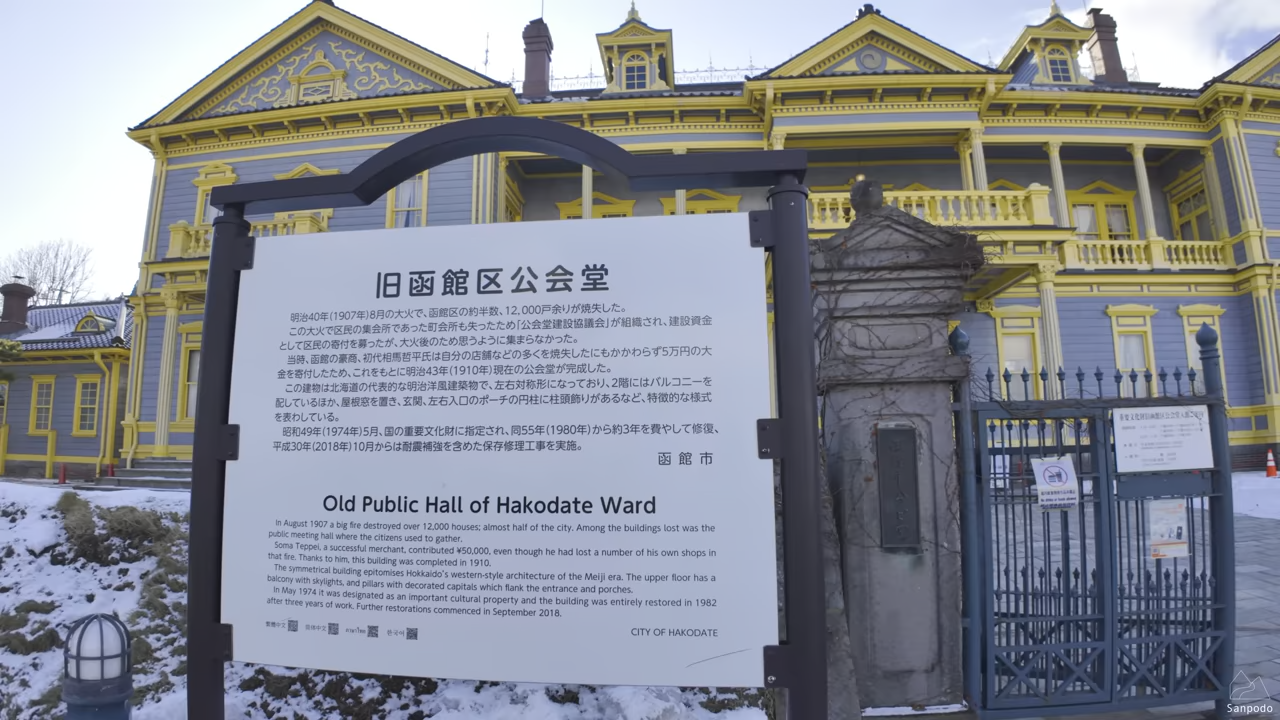 旧函館区公会堂
明治40年(1907年)8月の大火で、函館区の約半数、12,000戸余りが焼失した。
この大火で区民の集会所であった町会所も失ったため「公会堂建設協議会」が組織され、建設資金
として区民の寄付を募ったが、大火後のため思うように集まらなかった。
当時、函館の豪商、初代相馬哲平氏は自分の店舗などの多くを焼失したにもかかわらず5万円の大
金を寄付したため、これをもとに明治43年(1910年)現在の公会堂が完成した。
この建物は北海道の代表的な明治洋風建築物で、左右対称形になっており、2階にはバルコニーを
配しているほか、屋根窓を置き、玄関、左右入口のポーチの円柱に柱頭飾りがあるなど、特徴的な様式
を表わしている。
昭和49年(1974年)5月、国の重要文化財に指定され、同55年(1980年)から約3年を費やして修復、
平成30年(2018年)10月からは耐震補強を含めた保存修理工事を実施。
函館市
Old Public Hall of Hakodate Ward
In August 1907 a big fire destroyed over 12,000 houses; almost half of the city. Among the buildings lost was the
public meeting hall where the citizens used to gather.
Soma Teppei, a successful merchant, contributed ¥50,000, even though he had lost a number of his own shops in
that fire. Thanks to him, this building was completed in 1910.
The symmetrical building epitomises Hokkaido's western-style architecture of the Meiji era. The upper floor has a
balcony with skylights, and pillars with decorated capitals which flank the entrance and porches.
In May 1974 it was designated as an important cultural property and the building was entirely restored in 1982
after three years of work. Further restorations commenced in September 2018.
繁體中文 简体中文 ภาษาไทย 한국어
CITY OF HAKODATE
Sanpodo